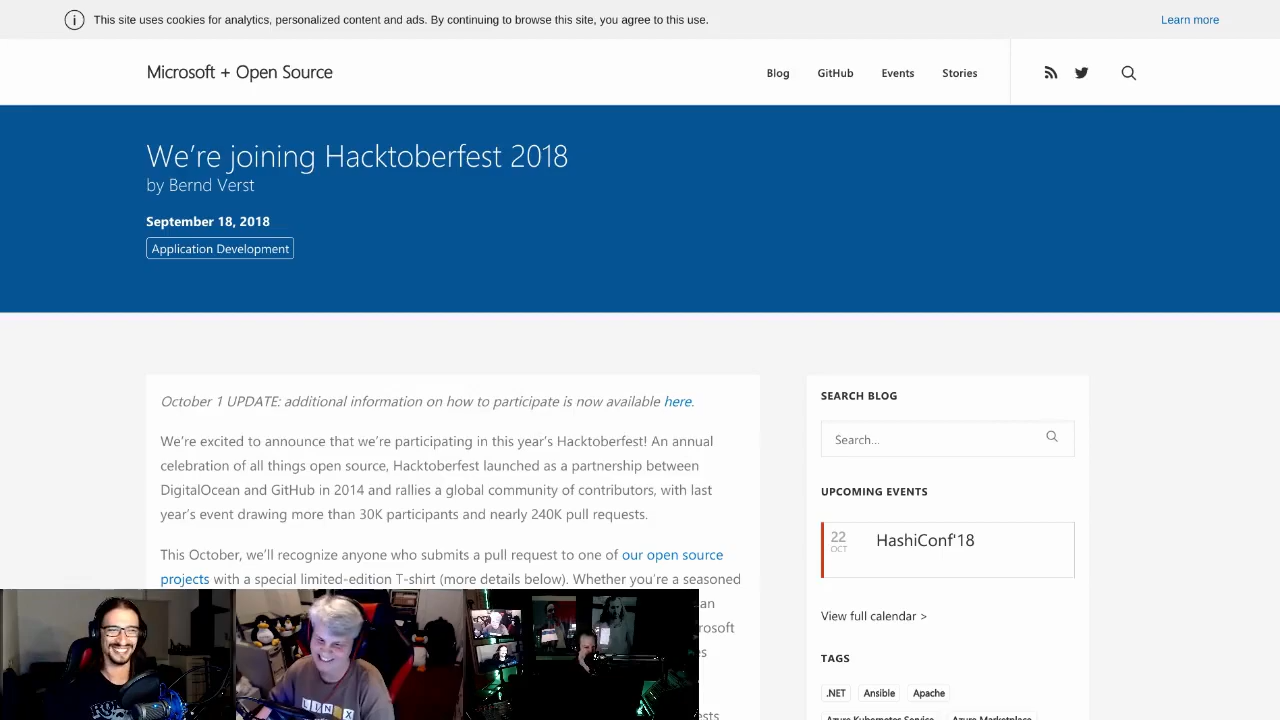 This site uses cookies for analytics, personalized content and ads. By continuing to browse this site, you agree to this use.
Learn more
Microsoft + Open Source
Blog GitHub Events Stories
We're joining Hacktoberfest 2018
by Bernd Verst
September 18, 2018
Application Development
October 1 UPDATE: additional information on how to participate is now available here.
We're excited to announce that we're participating in this year's Hacktoberfest! An annual
celebration of all things open source, Hacktoberfest launched as a partnership between
DigitalOcean and GitHub in 2014 and rallies a global community of contributors, with last
year's event drawing more than 30K participants and nearly 240K pull requests.
This October, we'll recognize anyone who submits a pull request to one of our open source
projects with a special limited-edition T-shirt (more details below). Whether you're a seasoned
an
SEARCH BLOG
Search...
UPCOMING EVENTS
22
OCT
HashiConf'18
View full calendar >
TAGS
.NET Ansible Apache
Azure Kubernetes Service Azure Marketplace